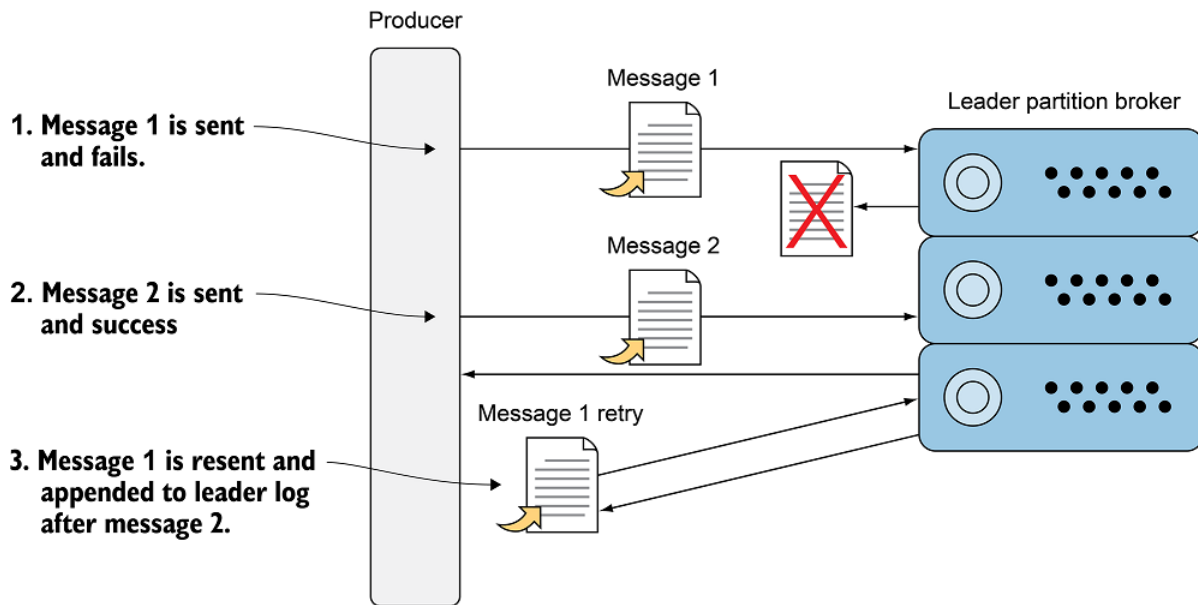 Producer
Message 1
Leader partition broker
1. Message 1 is sent
and fails.
Message 2
2. Message 2 is sent
and success
Message 1 retry
3. Message 1 is resent and
appended to leader log
after message 2.